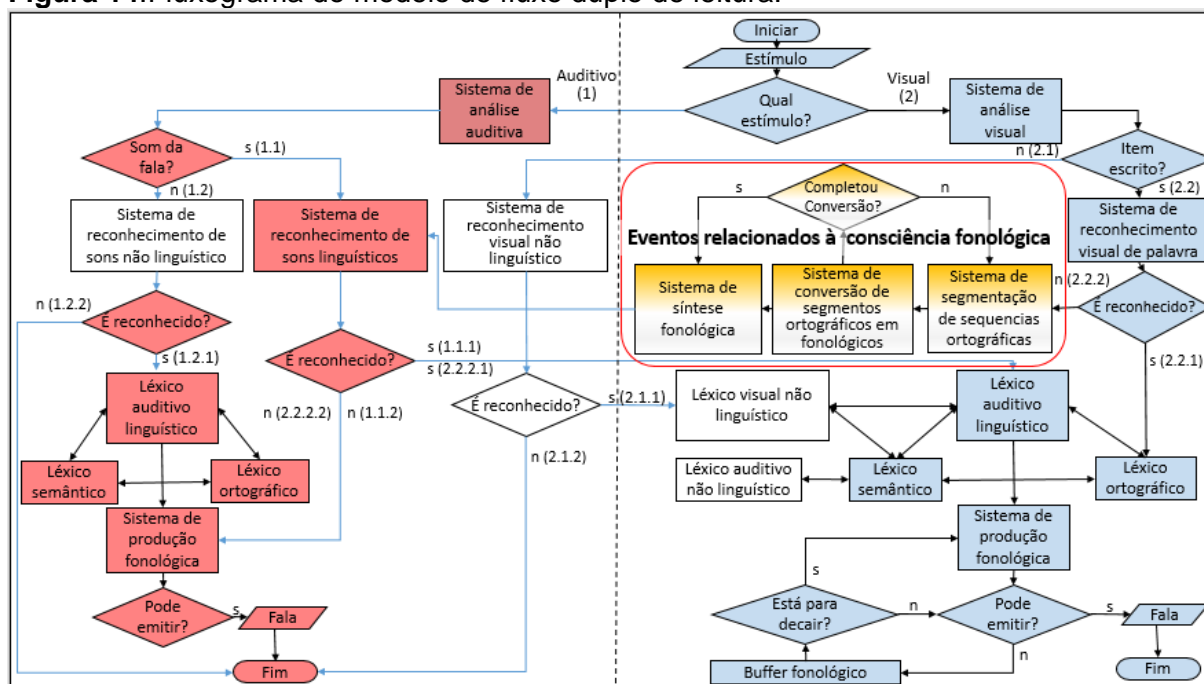 Iniciar
Estímulo
Auditivo
(1)
Visual
(2)
Qual
estímulo?
Sistema de
análise
auditiva
Sistema de
análise
visual
Som da
fala?
s (1.1)
n (1.2)
n (2.1)
Item
escrito?
s (2.2)
Sistema de
reconhecimento de
sons não linguístico
Sistema de
reconhecimento de
sons linguísticos
Sistema de
reconhecimento
visual não
linguístico
s
Completou
Conversão?
n
Eventos relacionados à consciência fonológica
Sistema de
síntese
fonológica
Sistema de
conversão de
segmentos
ortográficos em
fonológicos
Sistema de
segmentação
de sequencias
ortográficas
Sistema de
reconhecimento
visual de palavra
n (2.2.2)
É reconhecido?
s (2.2.1)
n (1.2.2)
É reconhecido?
s (1.2.1)
É reconhecido?
s (1.1.1)
s (2.2.2.1)
n (2.2.2.2)
n (1.1.2)
É reconhecido?
s (2.1.1)
n (2.1.2)
Léxico
auditivo
linguístico
Léxico
semântico
Léxico
ortográfico
Sistema de
produção
fonológica
Pode
emitir?
s
Fala
Fim
Léxico visual não
linguístico
Léxico
auditivo
linguístico
Léxico auditivo
não linguístico
Léxico
semântico
Léxico
ortográfico
Sistema de
produção
fonológica
s
Está para
decair?
n
Pode
emitir?
s
Fala
n
Buffer fonológico
Fim